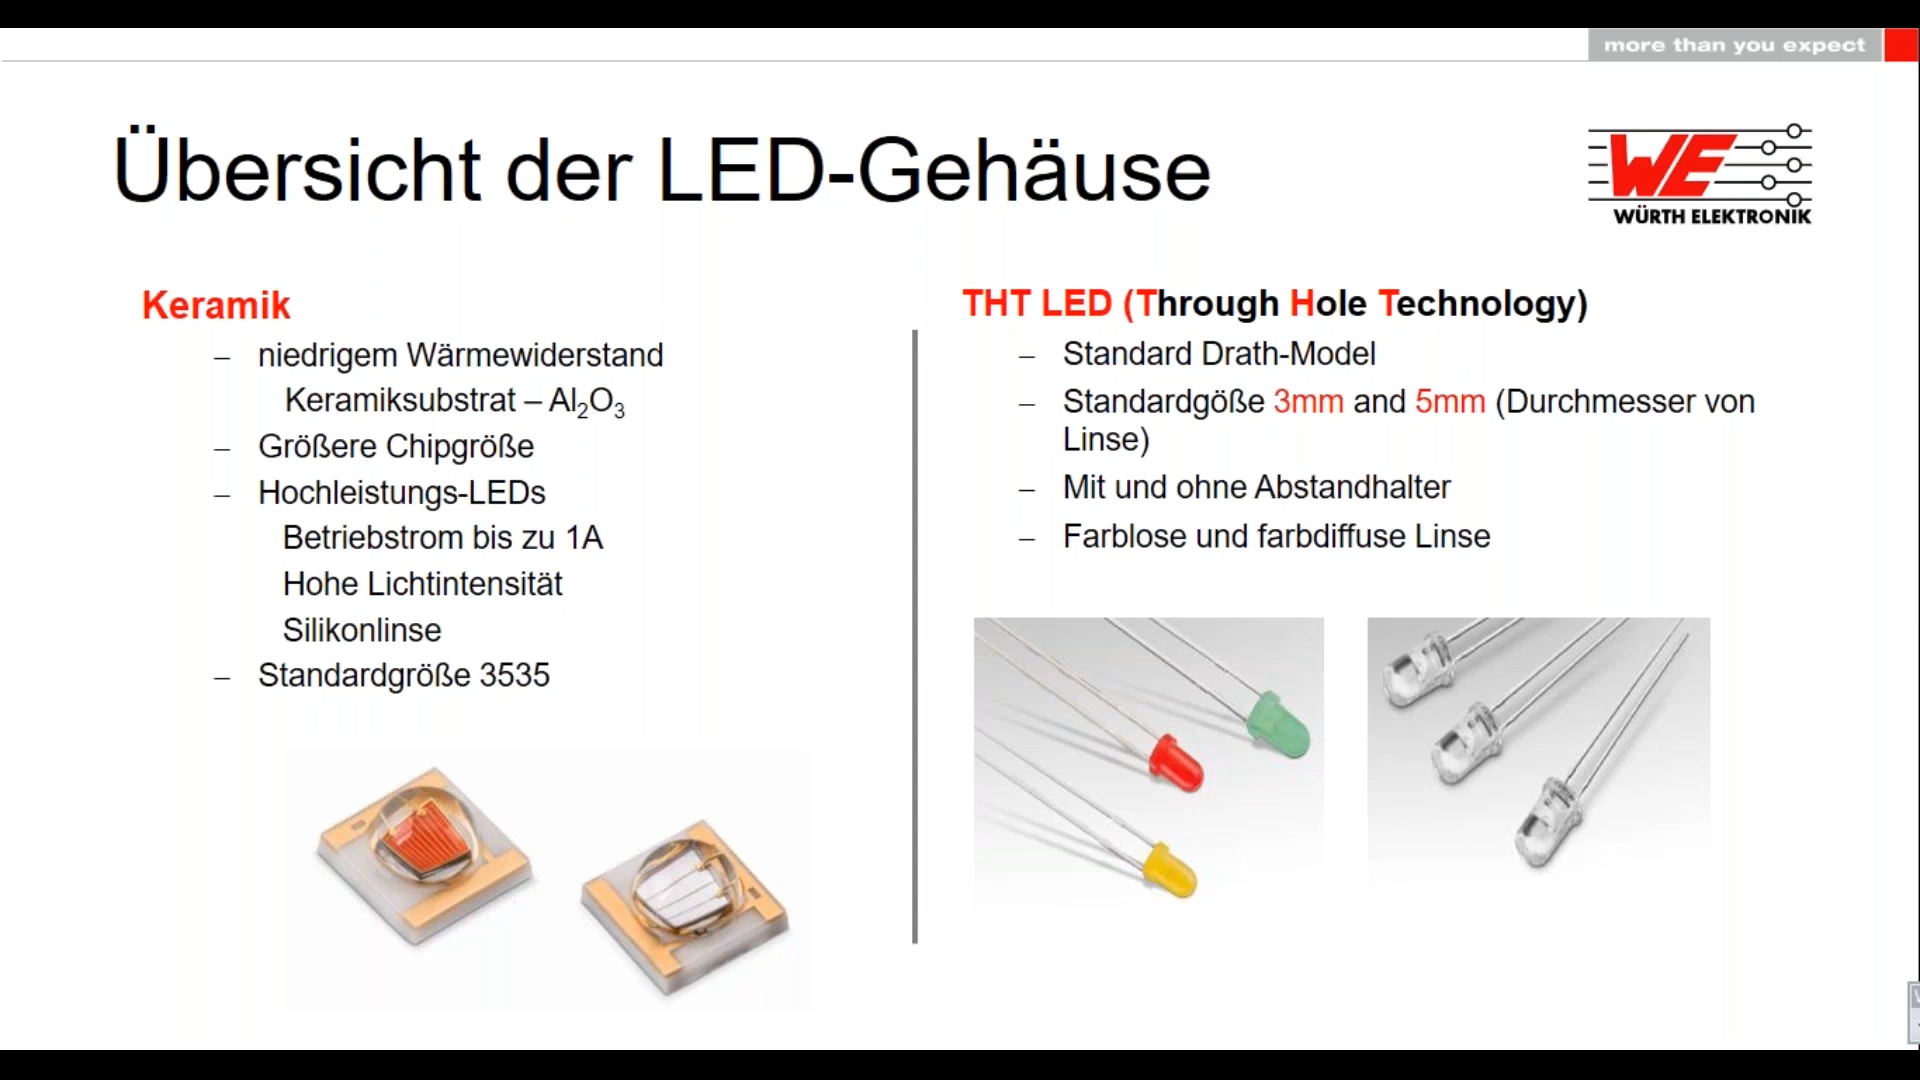 more than you expect
Übersicht der LED-Gehäuse
WE
WÜRTH ELEKTRONIK
Keramik
– niedrigem Wärmewiderstand
Keramiksubstrat – Al₂O₃
– Größere Chipgröße
– Hochleistungs-LEDs
Betriebstrom bis zu 1A
Hohe Lichtintensität
Silikonlinse
– Standardgröße 3535
THT LED (Through Hole Technology)
– Standard Drath-Model
– Standardgöße 3mm and 5mm (Durchmesser von
Linse)
– Mit und ohne Abstandhalter
– Farblose und farbdiffuse Linse